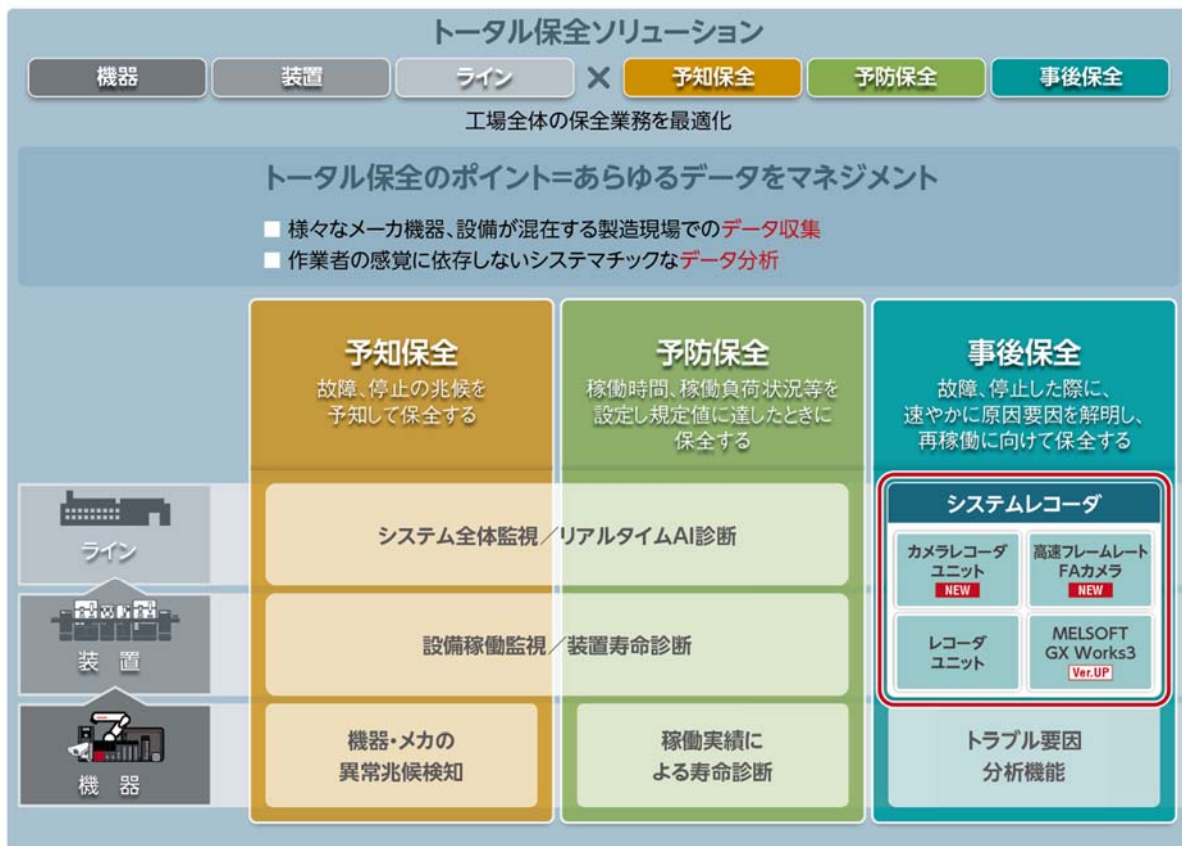 トータル保全ソリューション
機器 装置 ライン × 予知保全 予防保全 事後保全
工場全体の保全業務を最適化
トータル保全のポイント=あらゆるデータをマネジメント
様々なメーカ機器、設備が混在する製造現場でのデータ収集
作業者の感覚に依存しないシステマチックなデータ分析
予知保全
故障、停止の兆候を
予知して保全する
予防保全
稼働時間、稼働負荷状況等を
設定し規定値に達したときに
保全する
事後保全
故障、停止した際に、
速やかに原因要因を解明し、
再稼働に向けて保全する
ライン
システム全体監視/リアルタイムAI診断
システムレコーダ
カメラレコーダ
ユニット
NEW
高速フレームレート
FAカメラ
NEW
装 置
設備稼働監視/装置寿命診断
レコーダ
ユニット
MELSOFT
GX Works3
Ver.UP
機 器
機器・メカの
異常兆候検知
稼働実績に
よる寿命診断
トラブル要因
分析機能